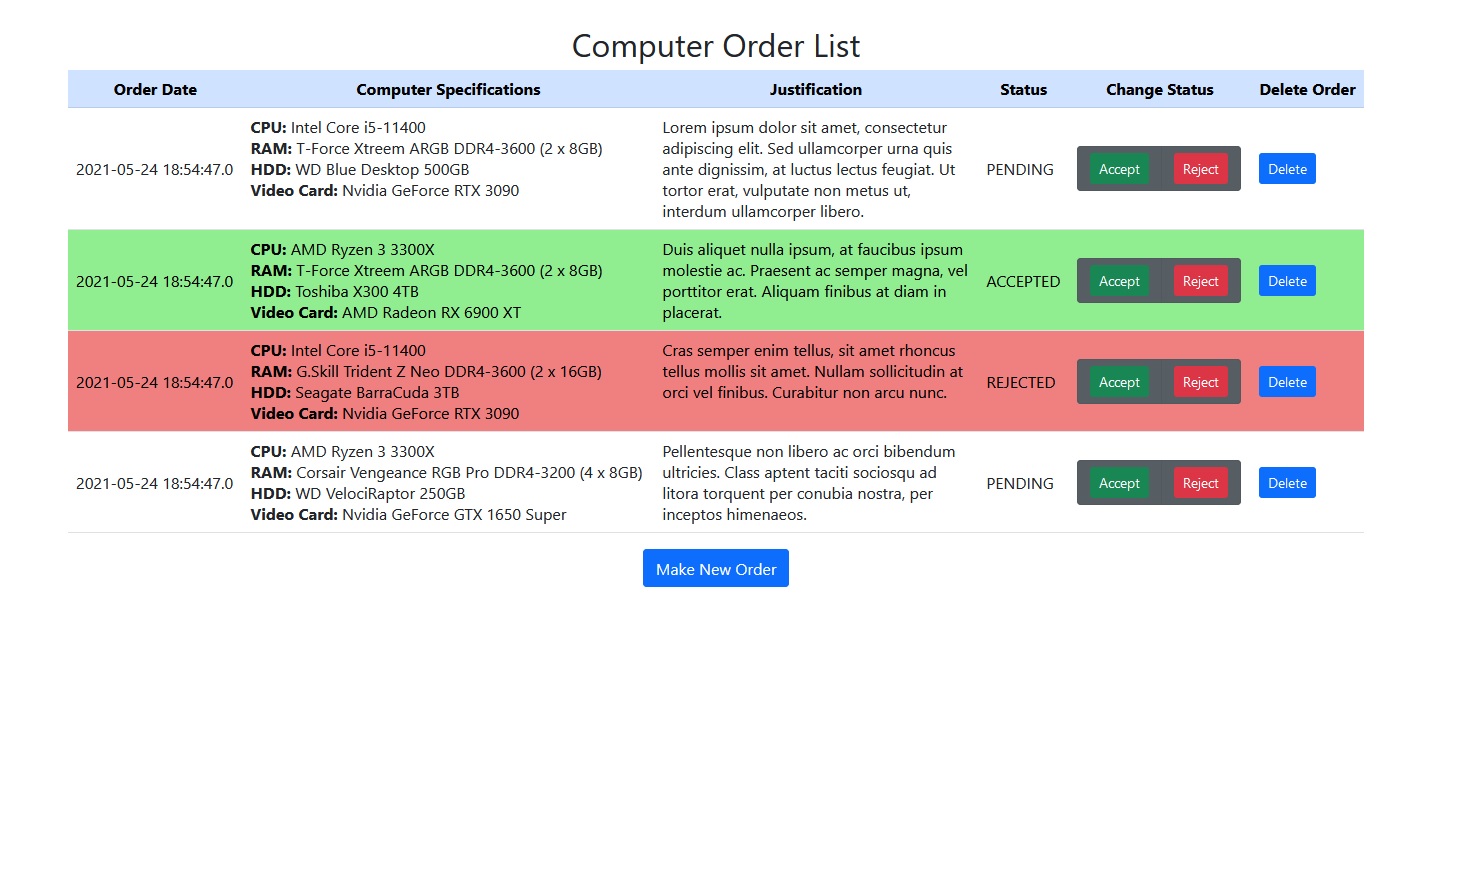 Computer Order List
Order Date Computer Specifications Justification Status Change Status Delete Order
2021-05-24 18:54:47.0
CPU: Intel Core i5-11400
RAM: T-Force Xtreem ARGB DDR4-3600 (2 x 8GB)
HDD: WD Blue Desktop 500GB
Video Card: Nvidia GeForce RTX 3090
Lorem ipsum dolor sit amet, consectetur
adipiscing elit. Sed ullamcorper urna quis
ante dignissim, at luctus lectus feugiat. Ut
tortor erat, vulputate non metus ut,
interdum ullamcorper libero.
PENDING
Accept Reject
Delete
2021-05-24 18:54:47.0
CPU: AMD Ryzen 3 3300X
RAM: T-Force Xtreem ARGB DDR4-3600 (2 x 8GB)
HDD: Toshiba X300 4TB
Video Card: AMD Radeon RX 6900 XT
Duis aliquet nulla ipsum, at faucibus ipsum
molestie ac. Praesent ac semper magna, vel
porttitor erat. Aliquam finibus at diam in
placerat.
ACCEPTED
Accept Reject
Delete
2021-05-24 18:54:47.0
CPU: Intel Core i5-11400
RAM: G.Skill Trident Z Neo DDR4-3600 (2 x 16GB)
HDD: Seagate BarraCuda 3TB
Video Card: Nvidia GeForce RTX 3090
Cras semper enim tellus, sit amet rhoncus
tellus mollis sit amet. Nullam sollicitudin at
orci vel finibus. Curabitur non arcu nunc.
REJECTED
Accept Reject
Delete
2021-05-24 18:54:47.0
CPU: AMD Ryzen 3 3300X
RAM: Corsair Vengeance RGB Pro DDR4-3200 (4 x 8GB)
HDD: WD VelociRaptor 250GB
Video Card: Nvidia GeForce GTX 1650 Super
Pellentesque non libero ac orci bibendum
ultricies. Class aptent taciti sociosqu ad
litora torquent per conubia nostra, per
inceptos himenaeos.
PENDING
Accept Reject
Delete
Make New Order